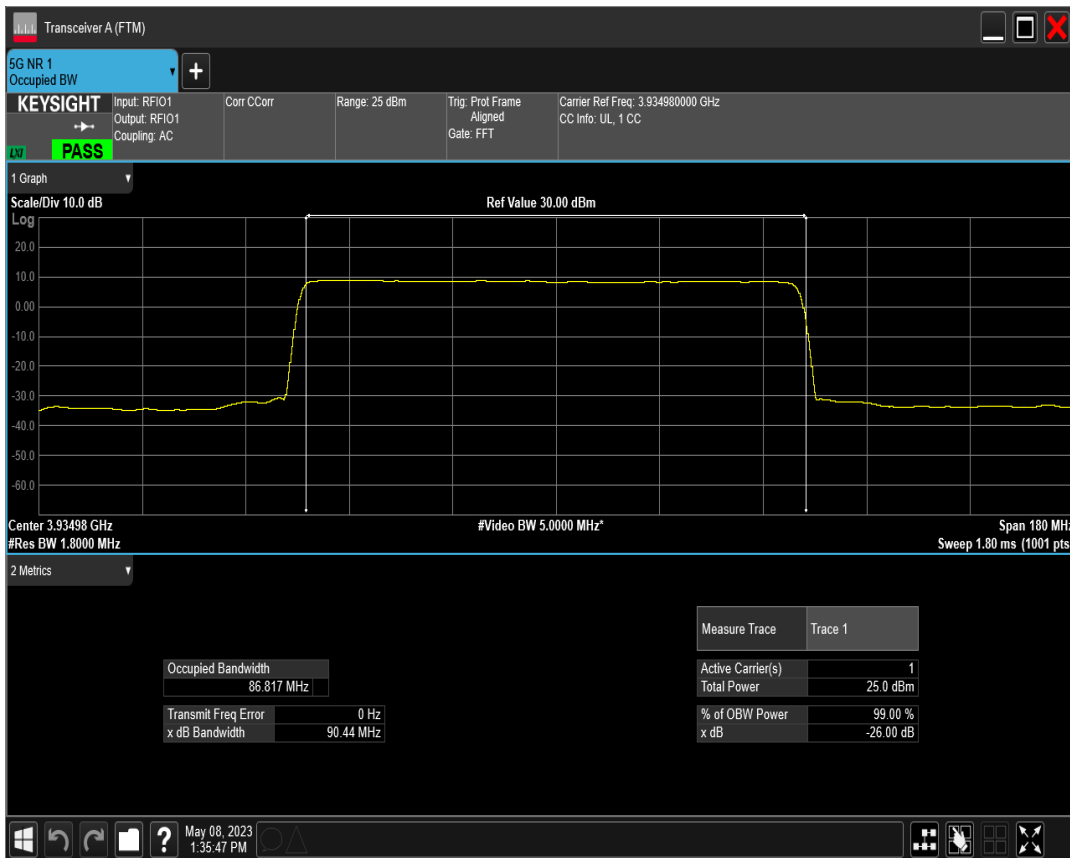 Transceiver A (FTM)
5G NR 1
Occupied BW
+
KEYSIGHT
LXI
PASS
Input: RFIO1
Output: RFIO1
Coupling: AC
Corr CCorr
Range: 25 dBm
Trig: Prot Frame
Aligned
Gate: FFT
Carrier Ref Freq: 3.934980000 GHz
CC Info: UL, 1 CC
1 Graph
Scale/Div 10.0 dB
Ref Value 30.00 dBm
Log
20.0
10.0
0.00
-10.0
-20.0
-30.0
-40.0
-50.0
-60.0
Center 3.93498 GHz
#Video BW 5.0000 MHz*
Span 180 MHz
#Res BW 1.8000 MHz
Sweep 1.80 ms (1001 pts
2 Metrics
Measure Trace Trace 1
Occupied Bandwidth
86.817 MHz
Active Carrier(s) 1
Total Power 25.0 dBm
Transmit Freq Error 0 Hz
x dB Bandwidth 90.44 MHz
% of OBW Power 99.00 %
x dB -26.00 dB
?
May 08, 2023
1:35:47 PM